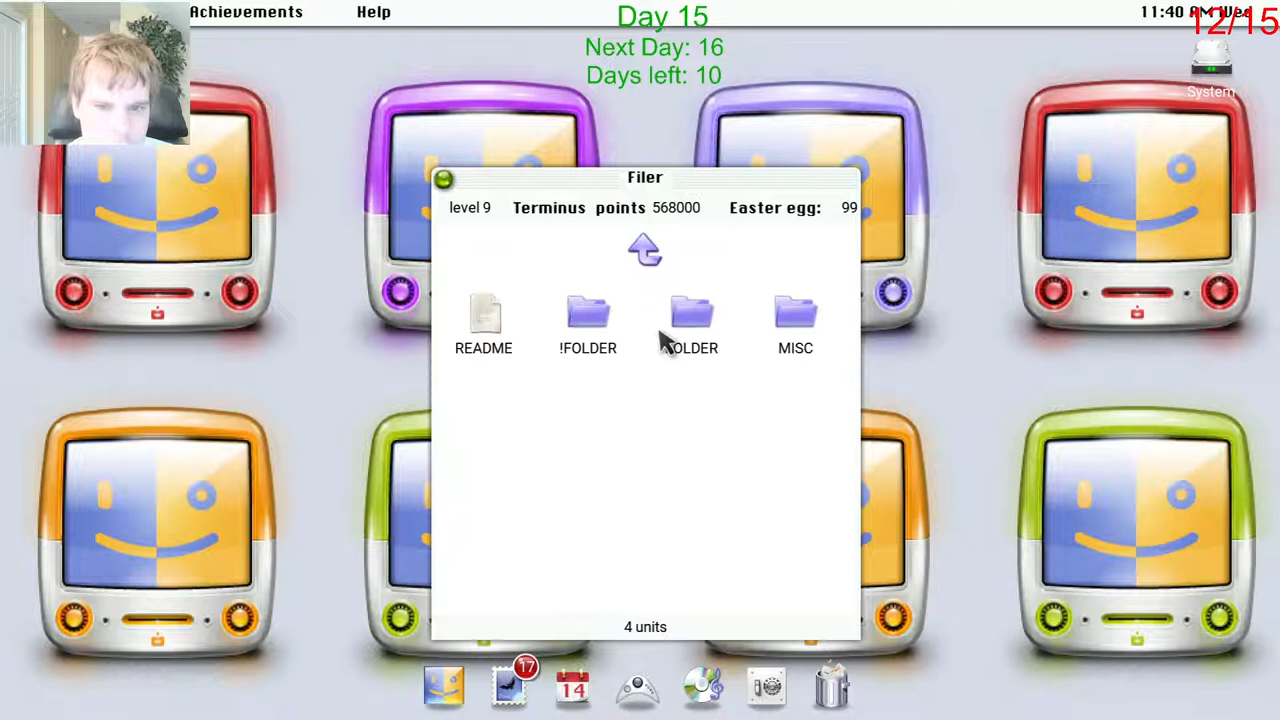 Achievements Help Day 15 11:40 AM Wed 12/15
Next Day: 16
Days left: 10
System
Filer
level 9 Terminus points 568000 Easter egg: 99
README !FOLDER FOLDER MISC
4 units
17
14